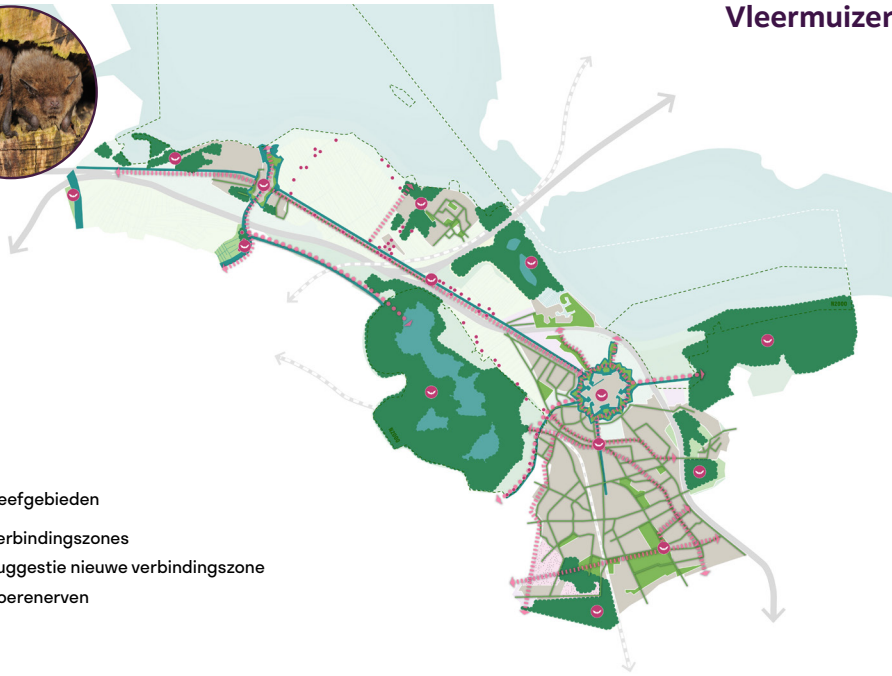 Vleermuizen
eefgebieden
erbindingszones
uggestie nieuwe verbindingszone
oerenerven